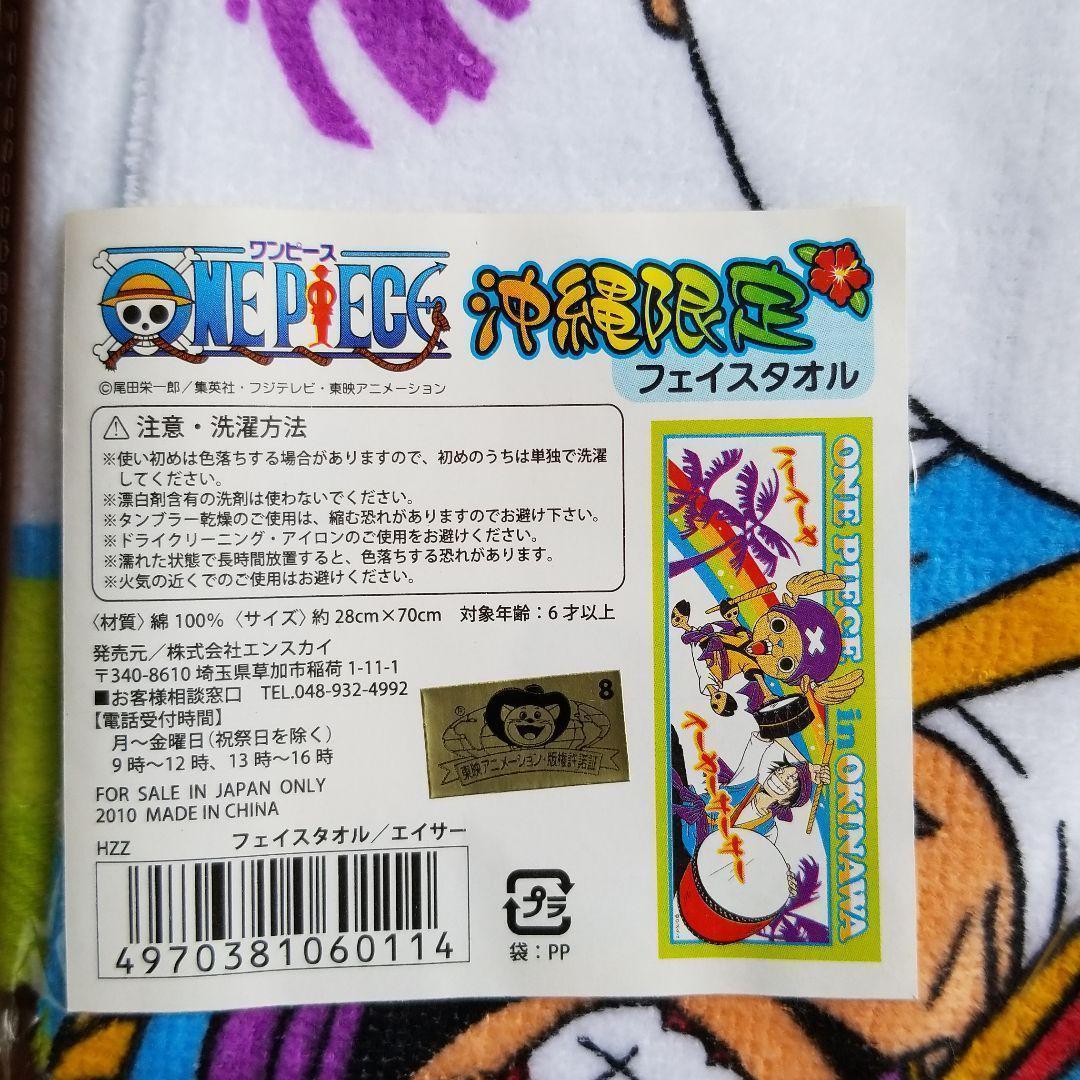 ワンピース
ONE PIECE
沖縄限定
フェイスタオル
©尾田栄一郎／集英社・フジテレビ・東映アニメーション
注意・洗濯方法
※使い初めは色落ちする場合がありますので、初めのうちは単独で洗濯
してください。
※漂白剤含有の洗剤は使わないでください。
※タンブラー乾燥のご使用は、縮む恐れがありますのでお避け下さい。
※ドライクリーニング・アイロンのご使用をお避けください。
※濡れた状態で長時間放置すると、色落ちする恐れがあります。
※火気の近くでのご使用はお避けください。
〈材質〉綿 100% 〈サイズ〉約 28cm×70cm 対象年齢：6 才以上
発売元／株式会社エンスカイ
〒340-8610 埼玉県草加市稲荷 1-11-1
■お客様相談窓口 TEL.048-932-4992
【電話受付時間】
月～金曜日（祝祭日を除く）
9 時～12 時、13 時～16 時
FOR SALE IN JAPAN ONLY
2010 MADE IN CHINA
HZZ
フェイスタオル／エイサー
4970381060114
プラ
袋：PP
8
東映アニメーション・版権許諾証
ONE PIECE in OKINAWA
イーヤーサーサー